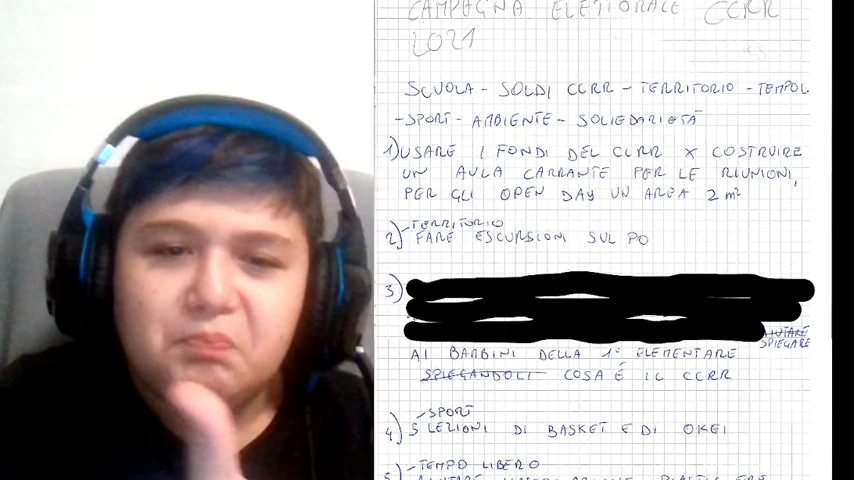 CAMPAGNA ELETTORALE CCRR
2021
SCUOLA - SOLDI CCRR - TERRITORIO - TEMPOL
- SPORT - AMBIENTE - SOLIEDARIETÀ
1) USARE I FONDI DEL CCRR X COSTRUIRE
UN AULA CARRANTE PER LE RIUNIONI,
PER GLI OPEN DAY UN AREA 2 m²
- TERRITORIO
2) FARE ESCURSIONI SUL PO
3)
AIUTARE
SPIEGARE
AI BAMBINI DELLA 1° ELEMENTARE
SPIEGANDOLI COSA É IL CCRR
- SPORT
4) 5 LEZIONI DI BASKET E DI OKEI
- TEMPO LIBERO
5)